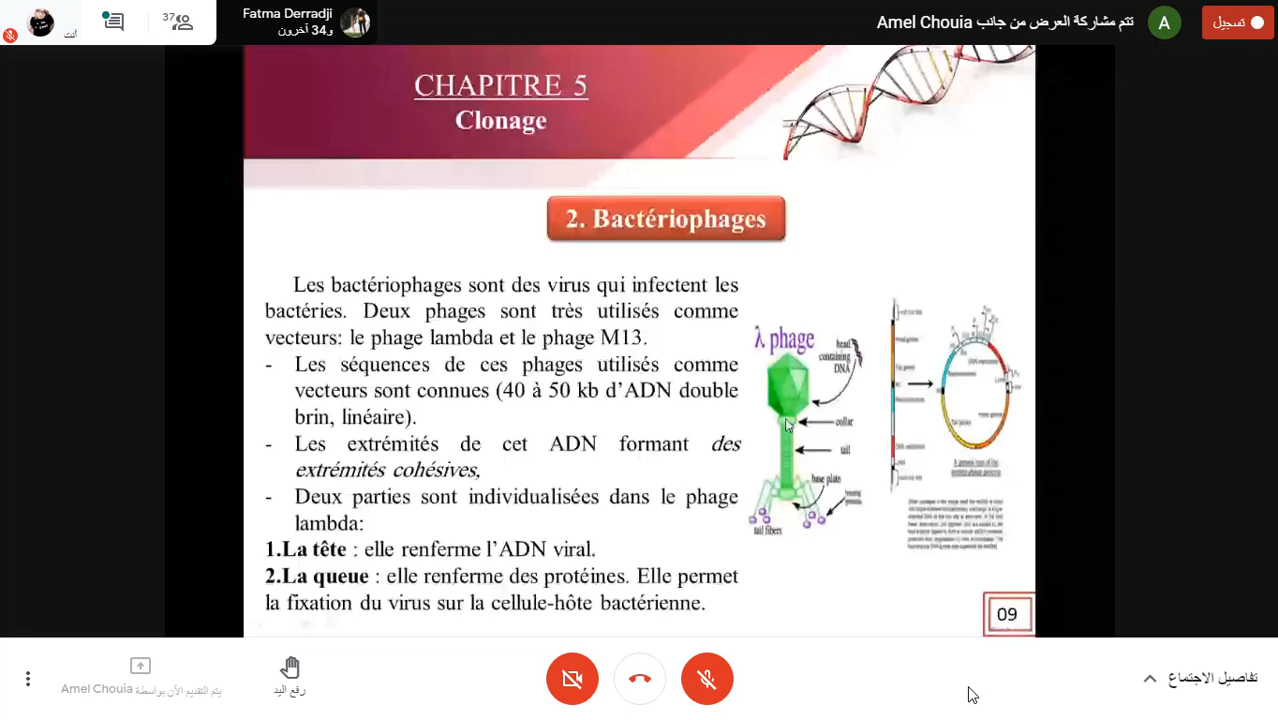 37
أنت
Fatma Derradji
و34 آخرون
تتم مشاركة العرض من جانب Amel Chouia
A
تسجيل
CHAPITRE 5
Clonage
2. Bactériophages
Les bactériophages sont des virus qui infectent les
bactéries. Deux phages sont très utilisés comme
vecteurs: le phage lambda et le phage M13.
- Les séquences de ces phages utilisés comme
vecteurs sont connues (40 à 50 kb d’ADN double
brin, linéaire).
- Les extrémités de cet ADN formant des
extrémités cohésives,
- Deux parties sont individualisées dans le phage
lambda:
1.La tête : elle renferme l’ADN viral.
2.La queue : elle renferme des protéines. Elle permet
la fixation du virus sur la cellule-hôte bactérienne.
λ phage
head
containing
DNA
collar
tail
base plate
tail fibers
09
يتم التقديم الآن بواسطة Amel Chouia
رفع اليد
تفاصيل الاجتماع